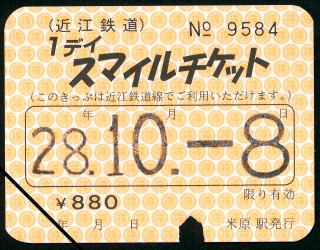 (近江鉄道) № 9584
1デイ
スマイルチケット
(このきっぷは近江鉄道線でご利用いただけます。)
年 月 日
28.10.-8
¥880 限り有効
年 月 日 米原駅発行